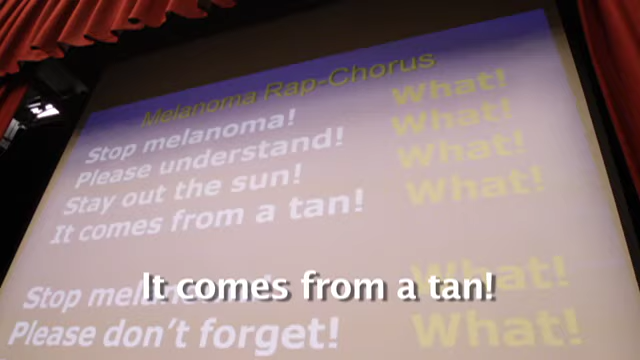 Melanoma Rap-Chorus
Stop melanoma! What!
Please understand! What!
Stay out the sun! What!
It comes from a tan! What!
Stop What!
Please don't forget! What!
It comes from a tan!